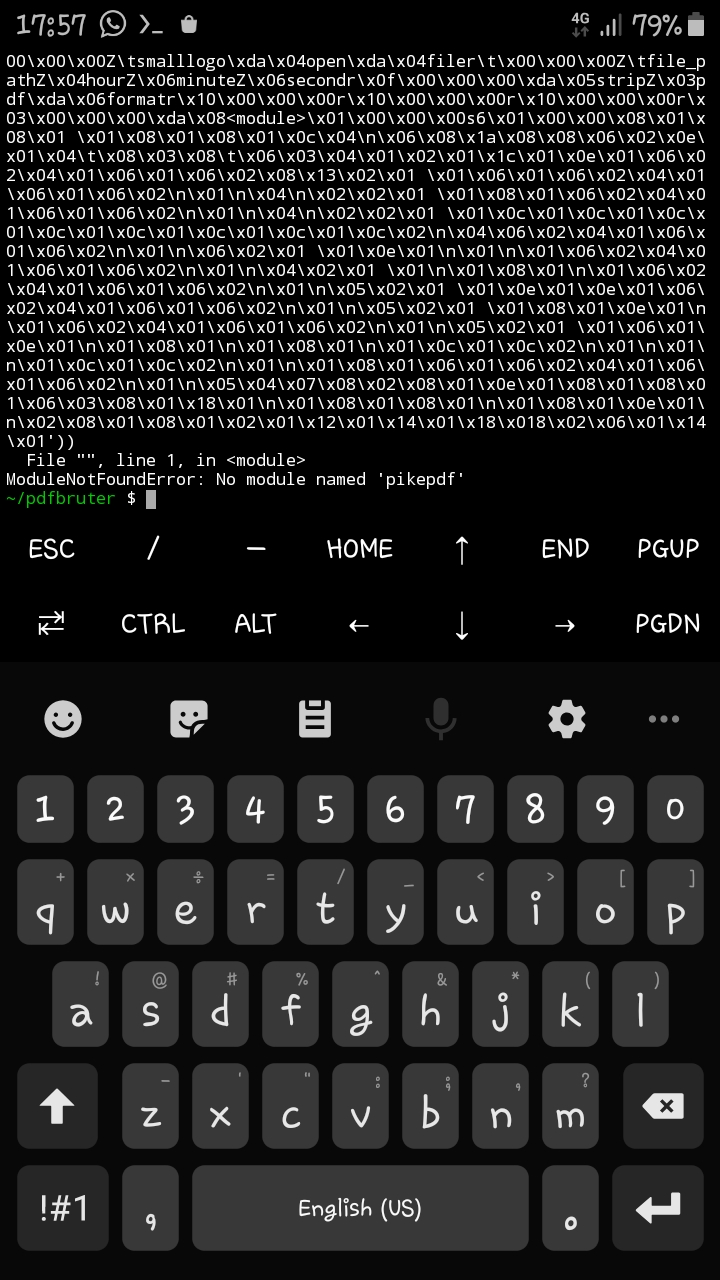 17:57 >_ 4G 79%
00\x00\x00Z\tsmalllogo\xda\x04open\xda\x04filer\t\x00\x00\x00Z\tfile_p
athZ\x04hourZ\x06minuteZ\x06secondr\x0f\x00\x00\x00\xda\x05stripZ\x03p
df\xda\x06formatr\x10\x00\x00\x00r\x10\x00\x00\x00r\x10\x00\x00\x00r\x
03\x00\x00\x00\xda\x08<module>\x01\x00\x00\x00s6\x01\x00\x00\x08\x01\x
08\x01 \x01\x08\x01\x08\x01\x0c\x04\n\x06\x08\x1a\x08\x08\x06\x02\x0e\
x01\x04\t\x08\x03\x08\t\x06\x03\x04\x01\x02\x01\x1c\x01\x0e\x01\x06\x0
2\x04\x01\x06\x01\x06\x02\x08\x13\x02\x01 \x01\x06\x01\x06\x02\x04\x01
\x06\x01\x06\x02\n\x01\n\x04\n\x02\x02\x01 \x01\x08\x01\x06\x02\x04\x0
1\x06\x01\x06\x02\n\x01\n\x04\n\x02\x02\x01 \x01\x0c\x01\x0c\x01\x0c\x
01\x0c\x01\x0c\x01\x0c\x01\x0c\x01\x0c\x02\n\x04\x06\x02\x04\x01\x06\x
01\x06\x02\n\x01\n\x06\x02\x01 \x01\x0e\x01\n\x01\n\x01\x06\x02\x04\x0
1\x06\x01\x06\x02\n\x01\n\x04\x02\x01 \x01\n\x01\x08\x01\n\x01\x06\x02
\x04\x01\x06\x01\x06\x02\n\x01\n\x05\x02\x01 \x01\x0e\x01\x0e\x01\x06\
x02\x04\x01\x06\x01\x06\x02\n\x01\n\x05\x02\x01 \x01\x08\x01\x0e\x01\n
\x01\x06\x02\x04\x01\x06\x01\x06\x02\n\x01\n\x05\x02\x01 \x01\x06\x01\
x0e\x01\n\x01\x08\x01\n\x01\x08\x01\n\x01\x0c\x01\x0c\x02\n\x01\n\x01\
n\x01\x0c\x01\x0c\x02\n\x01\n\x01\x08\x01\x06\x01\x06\x02\x04\x01\x06\
x01\x06\x02\n\x01\n\x05\x04\x07\x08\x02\x08\x01\x0e\x01\x08\x01\x08\x0
1\x06\x03\x08\x01\x18\x01\n\x01\x08\x01\x08\x01\n\x01\x08\x01\x0e\x01\
n\x02\x08\x01\x08\x01\x02\x01\x12\x01\x14\x01\x18\x018\x02\x06\x01\x14
\x01'))
  File "", line 1, in <module>
ModuleNotFoundError: No module named 'pikepdf'
~/pdfbruter $
ESC / — HOME ↑ END PGUP
⇄ CTRL ALT ← ↓ → PGDN
1 2 3 4 5 6 7 8 9 0
+ × ÷ = / _ < > [ ]
q w e r t y u i o p
! @ # % ^ & * ( )
a s d f g h j k l
- ' " : ; , ?
z x c v b n m
!#1 , English (US) .